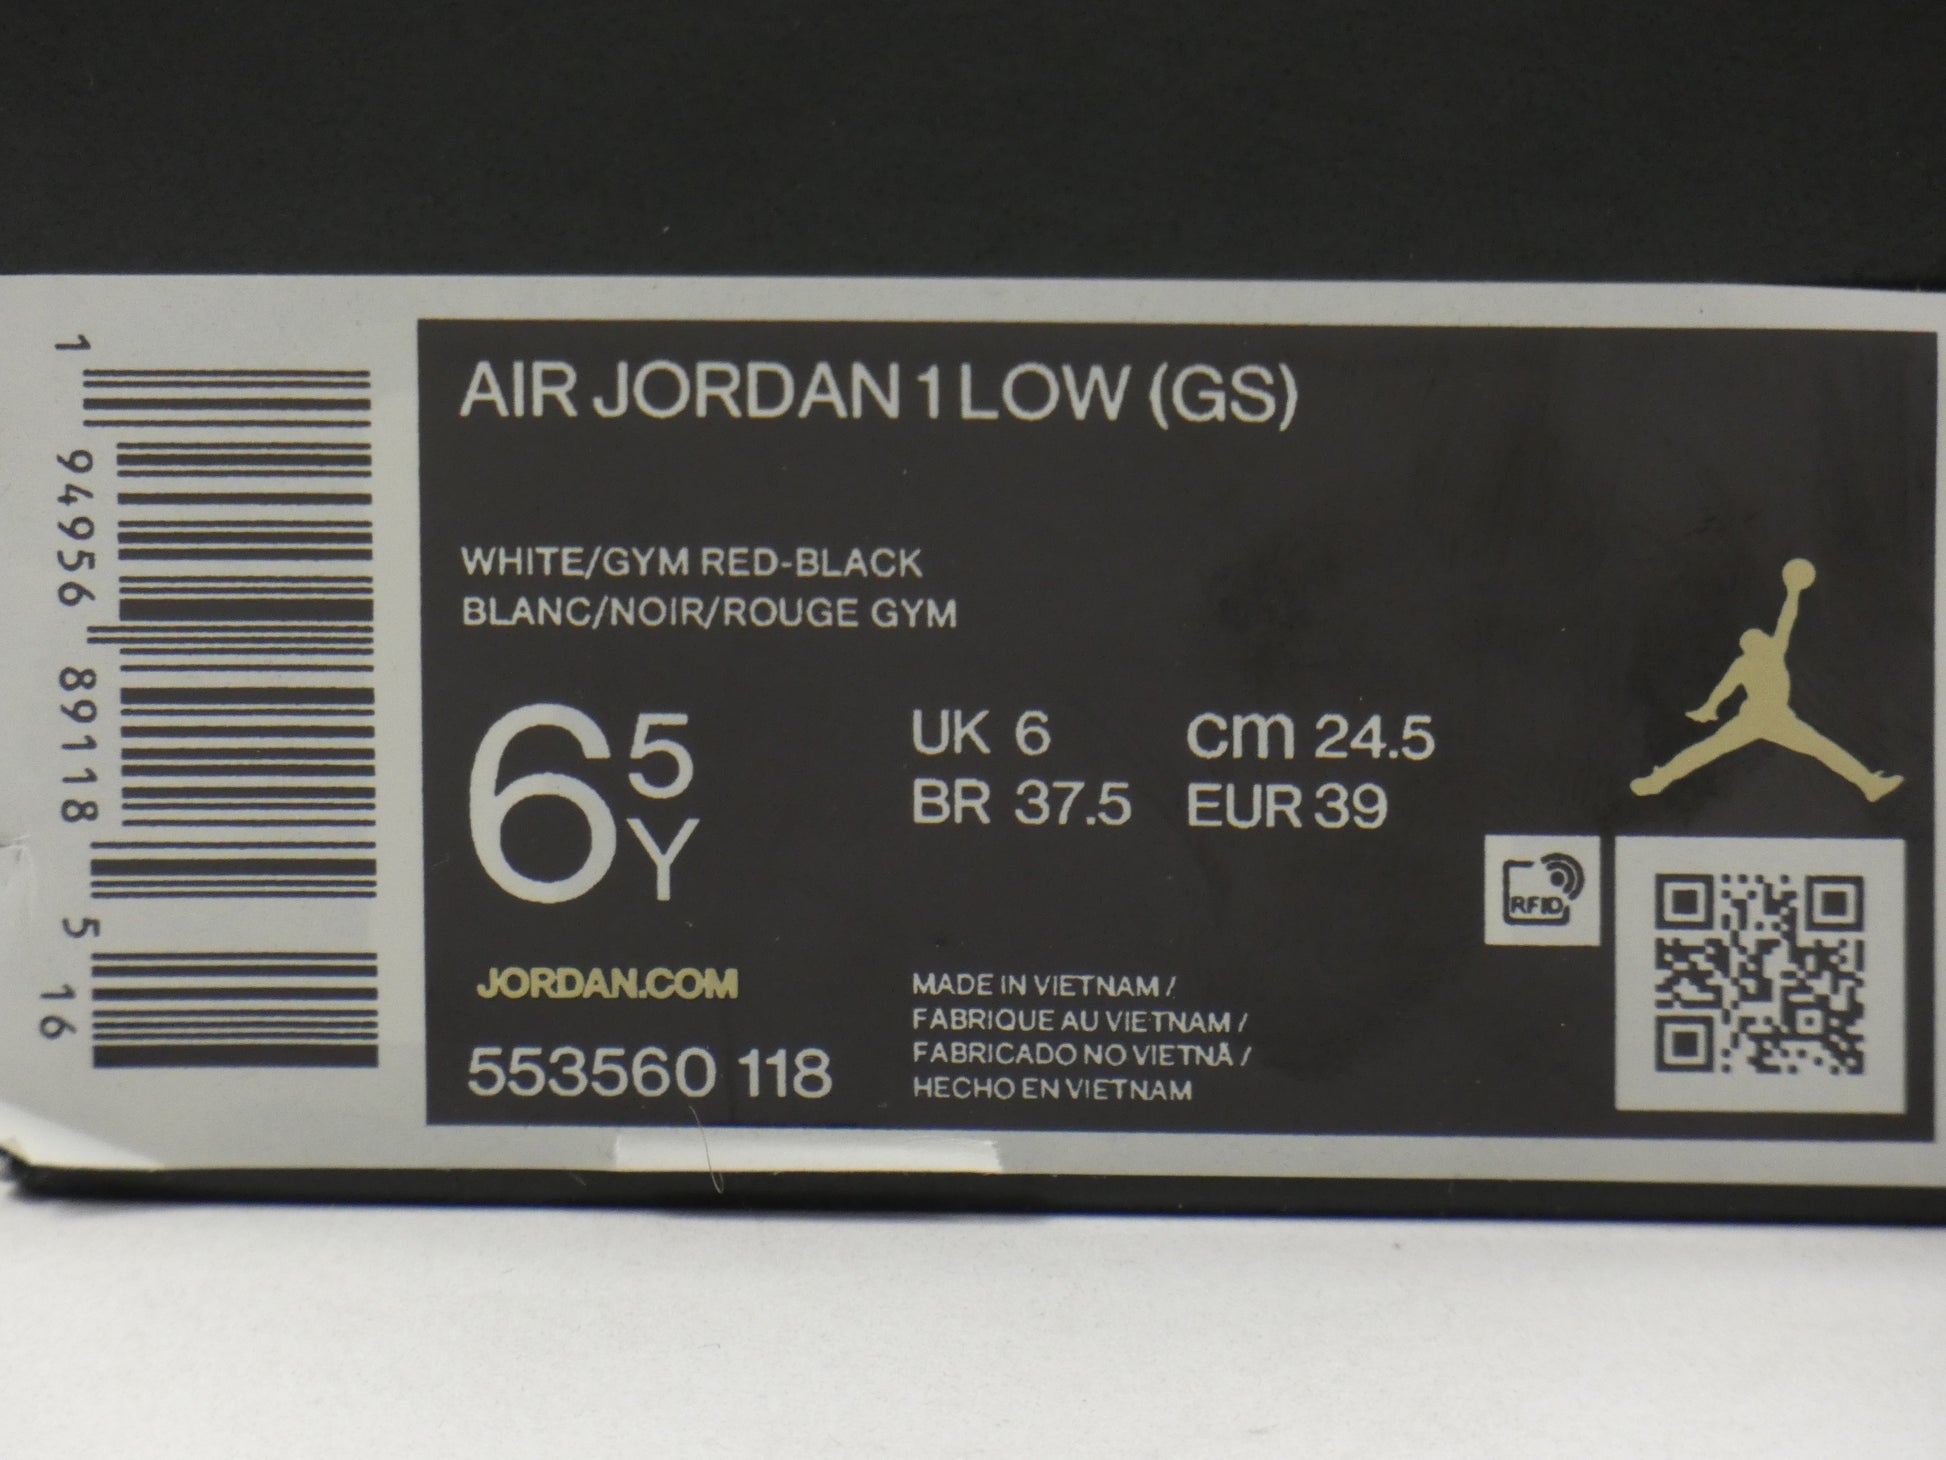 AIR JORDAN 1 LOW (GS)
WHITE/GYM RED-BLACK
BLANC/NOIR/ROUGE GYM
6 5 Y
UK 6 cm 24.5
BR 37.5 EUR 39
JORDAN.COM
553560 118
MADE IN VIETNAM /
FABRIQUE AU VIETNAM /
FABRICADO NO VIETNÃ /
HECHO EN VIETNAM
RFID
1 94956 89118 5 16